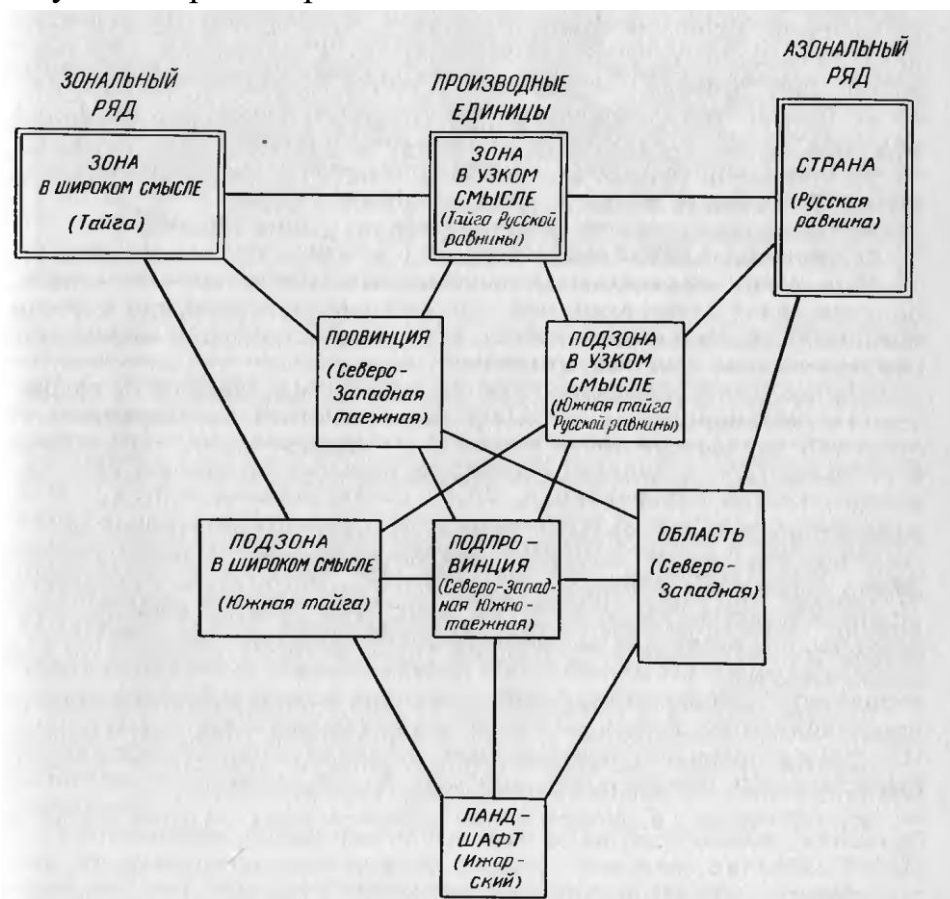 ЗОНАЛЬНЫЙ
РЯД
ПРОИЗВОДНЫЕ
ЕДИНИЦЫ
АЗОНАЛЬНЫЙ
РЯД
ЗОНА
В ШИРОКОМ СМЫСЛЕ
(Тайга)
ЗОНА
В УЗКОМ
СМЫСЛЕ
(Тайга Русской
равнины)
СТРАНА
(Русская
равнина)
ПРОВИНЦИЯ
(Северо-
Западная
таежная)
ПОДЗОНА
В УЗКОМ
СМЫСЛЕ
(Южная тайга
Русской равнины)
ПОДЗОНА
В ШИРОКОМ СМЫСЛЕ
(Южная тайга)
ПОДПРО-
ВИНЦИЯ
(Северо-Запад-
ная Южно-
таежная)
ОБЛАСТЬ
(Северо-
Западная)
ЛАНД-
ШАФТ
(Ижор-
ский)